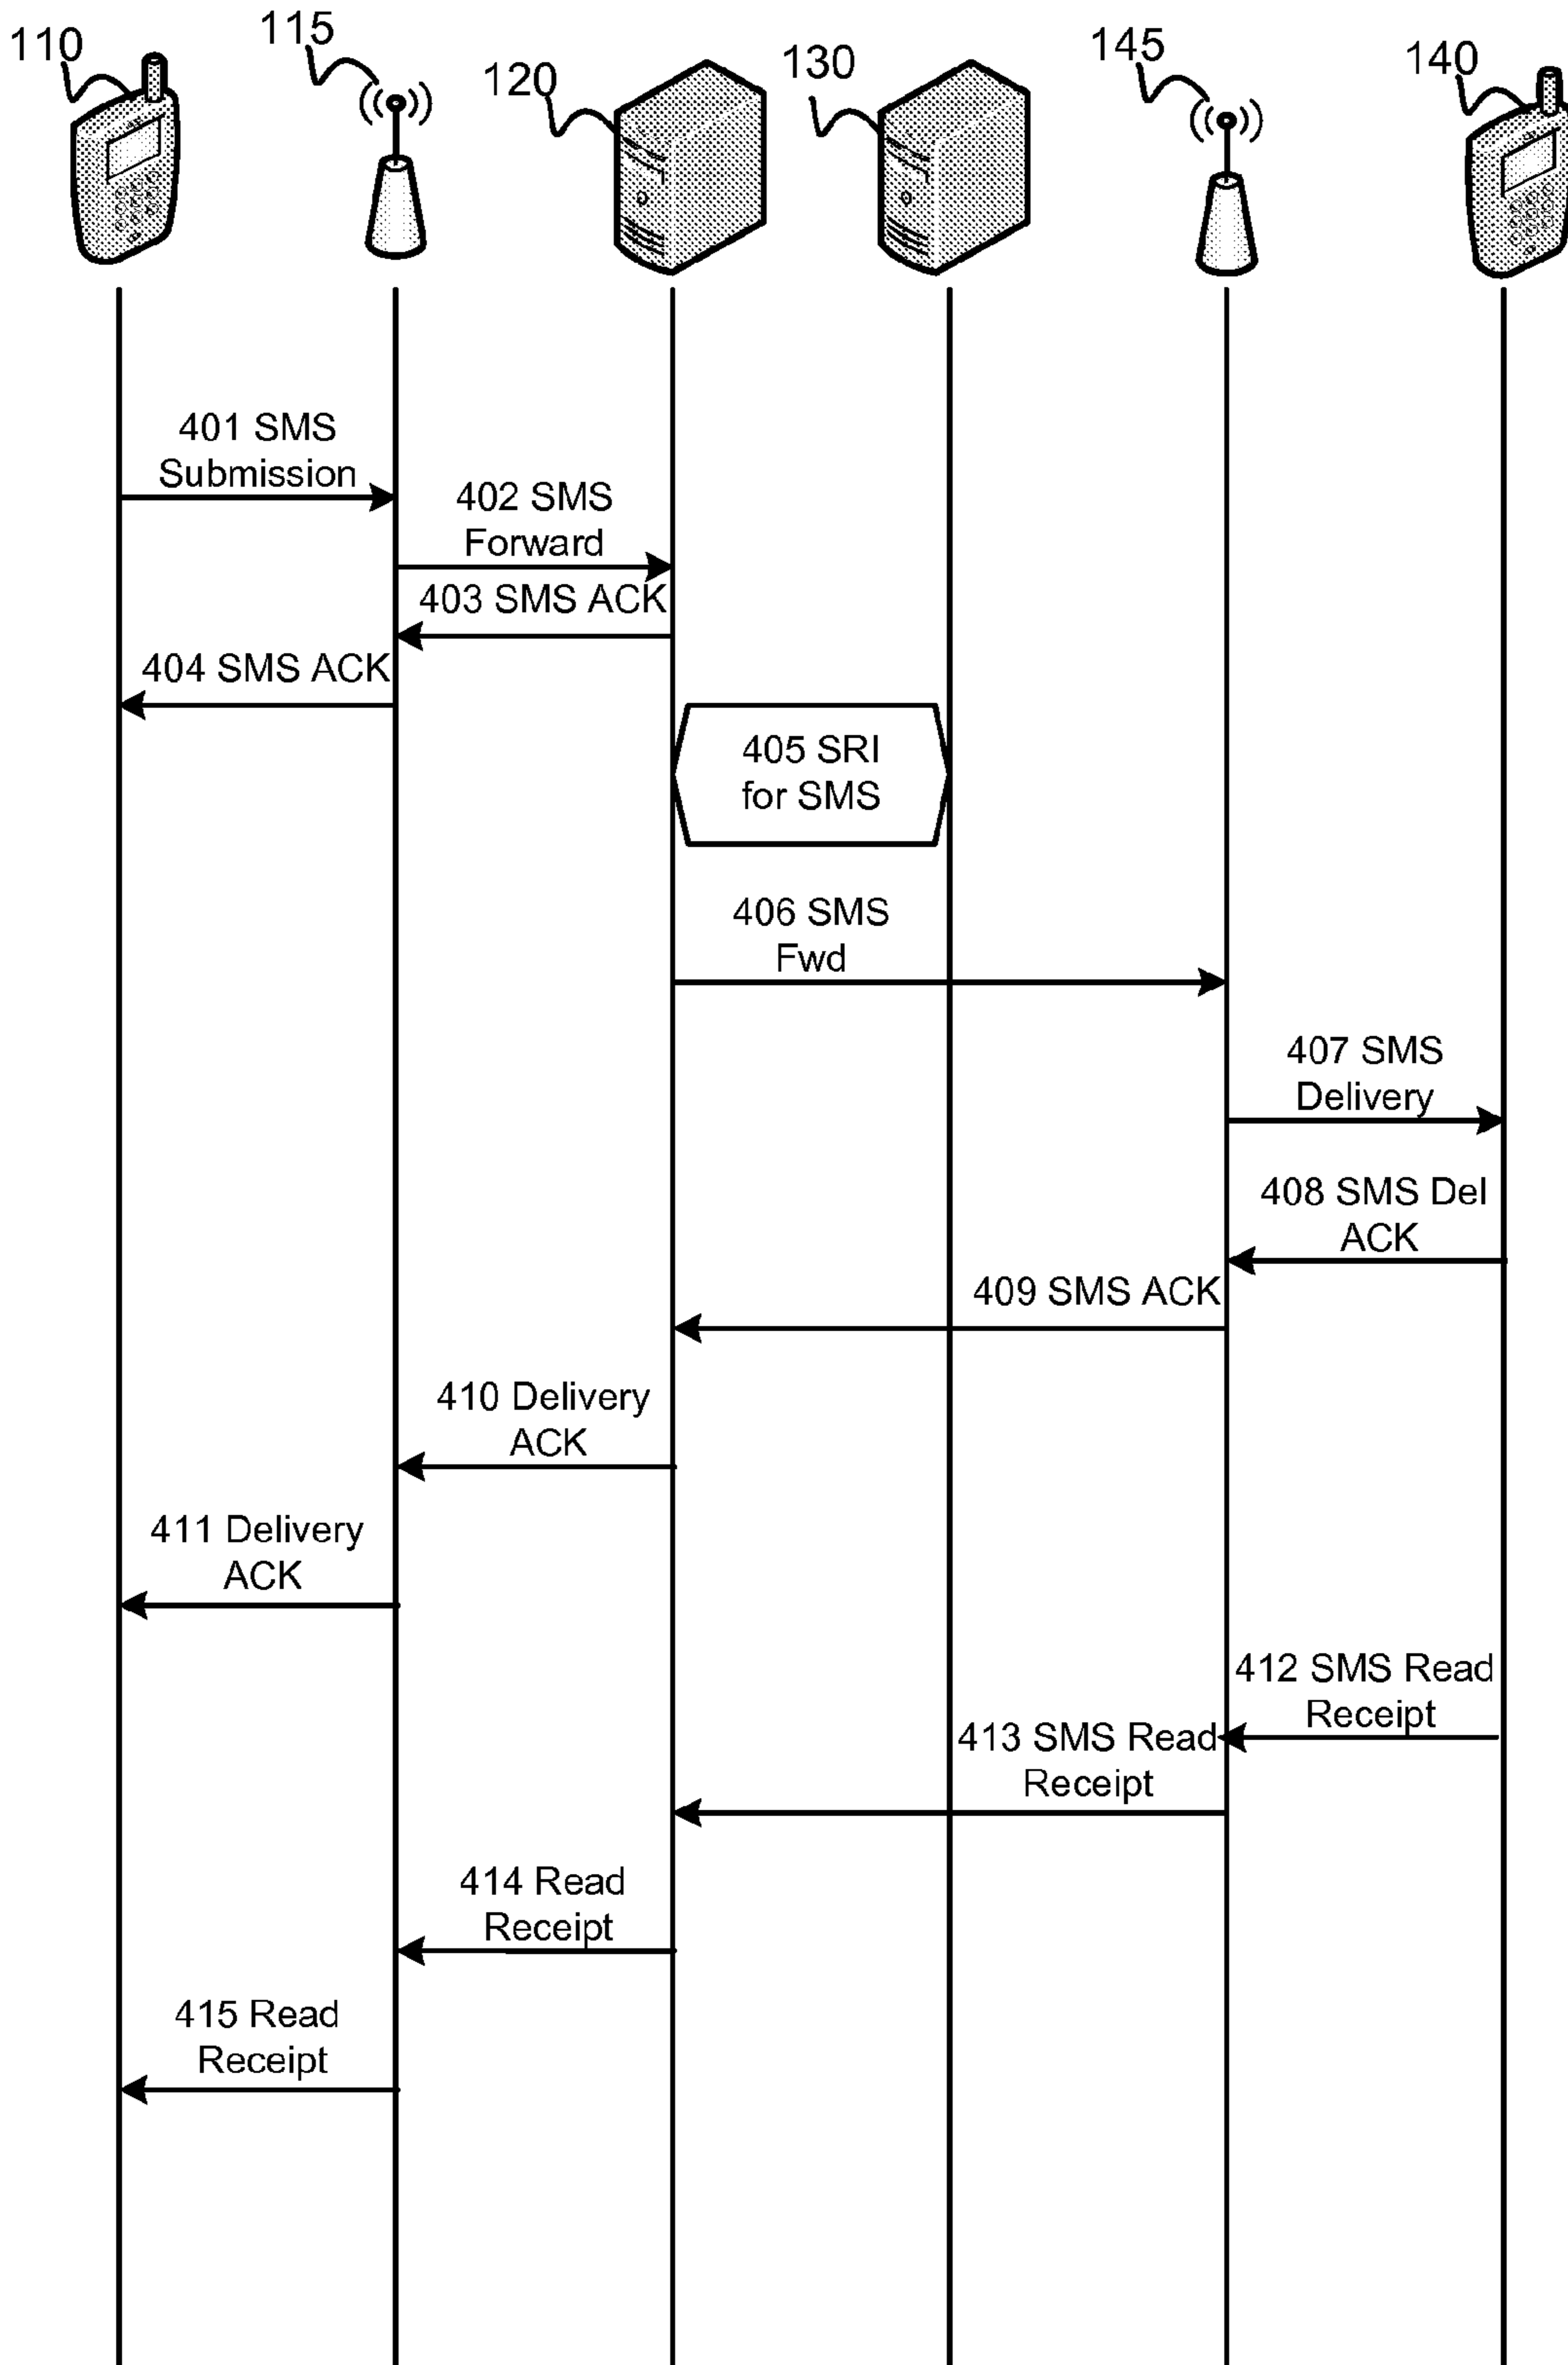 110
115
120
130
145
140
401 SMS
Submission
402 SMS
Forward
403 SMS ACK
404 SMS ACK
405 SRI
for SMS
406 SMS
Fwd
407 SMS
Delivery
408 SMS Del
ACK
409 SMS ACK
410 Delivery
ACK
411 Delivery
ACK
412 SMS Read
Receipt
413 SMS Read
Receipt
414 Read
Receipt
415 Read
Receipt